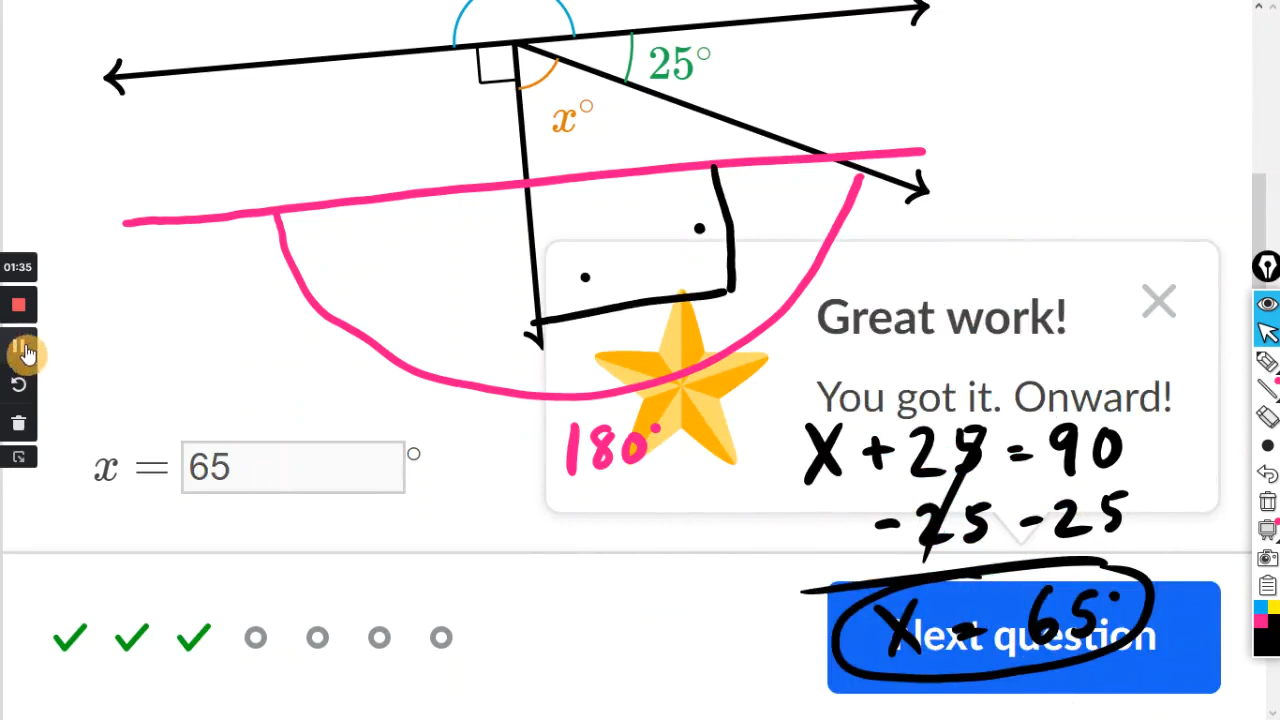 25°
x°
01:35
Great work!
You got it. Onward!
180°
X + 25 = 90
- 25 - 25
x = 65 °
X = 65°
Next question